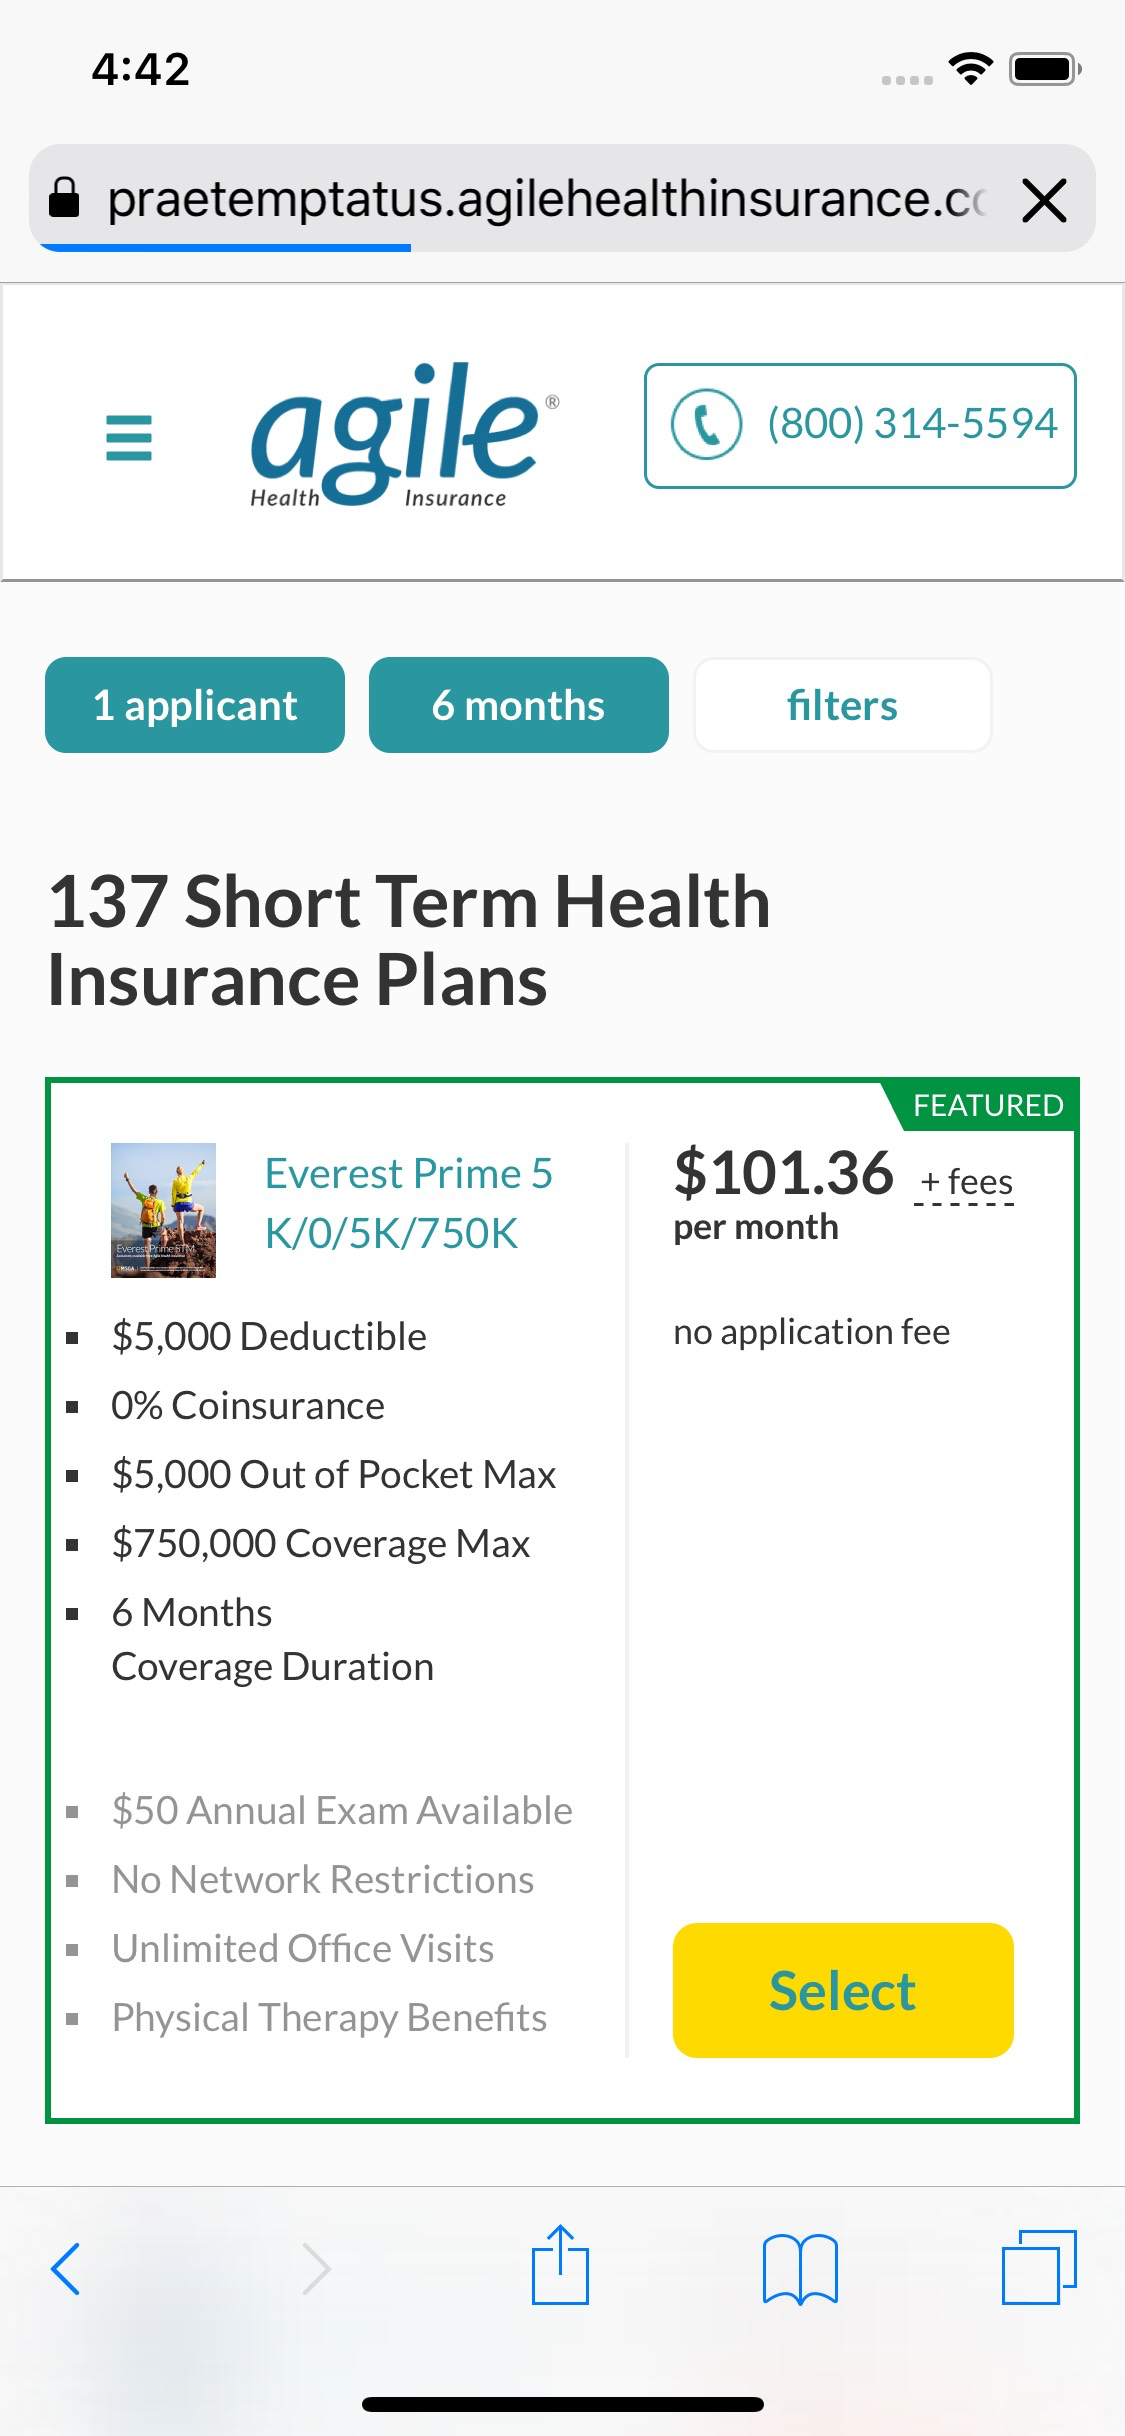 4:42
praetemptatus.agilehealthinsurance.c
agile®
Health Insurance
(800) 314-5594
1 applicant
6 months
filters
137 Short Term Health
Insurance Plans
FEATURED
Everest Prime 5
K/0/5K/750K
Everest Prime STM
$101.36 + fees
per month
no application fee
$5,000 Deductible
0% Coinsurance
$5,000 Out of Pocket Max
$750,000 Coverage Max
6 Months
Coverage Duration
$50 Annual Exam Available
No Network Restrictions
Unlimited Office Visits
Physical Therapy Benefits
Select